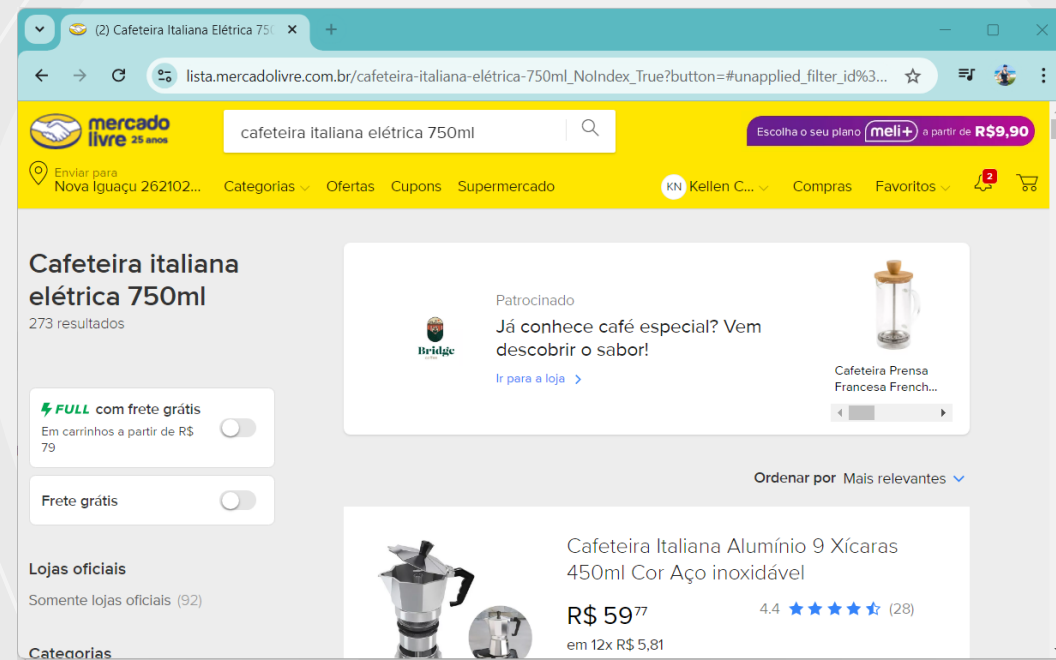 (2) Cafeteira Italiana Elétrica 750
lista.mercadolivre.com.br/cafeteira-italiana-elétrica-750ml_NoIndex_True?button=#unapplied_filter_id%3...
mercado
livre 25 anos
cafeteira italiana elétrica 750ml
Escolha o seu plano meli+ a partir de R$9,90
Enviar para
Nova Iguaçu 262102...
Categorias Ofertas Cupons Supermercado
KN Kellen C... Compras Favoritos 2
Cafeteira italiana
elétrica 750ml
273 resultados
Patrocinado
Já conhece café especial? Vem
descobrir o sabor!
Ir para a loja
Bridge
Cafeteira Prensa
Francesa French...
FULL com frete grátis
Em carrinhos a partir de R$
79
Frete grátis
Ordenar por Mais relevantes
Lojas oficiais
Somente lojas oficiais (92)
Categorias
Cafeteira Italiana Alumínio 9 Xícaras
450ml Cor Aço inoxidável
R$ 5977
4.4 (28)
em 12x R$ 5,81